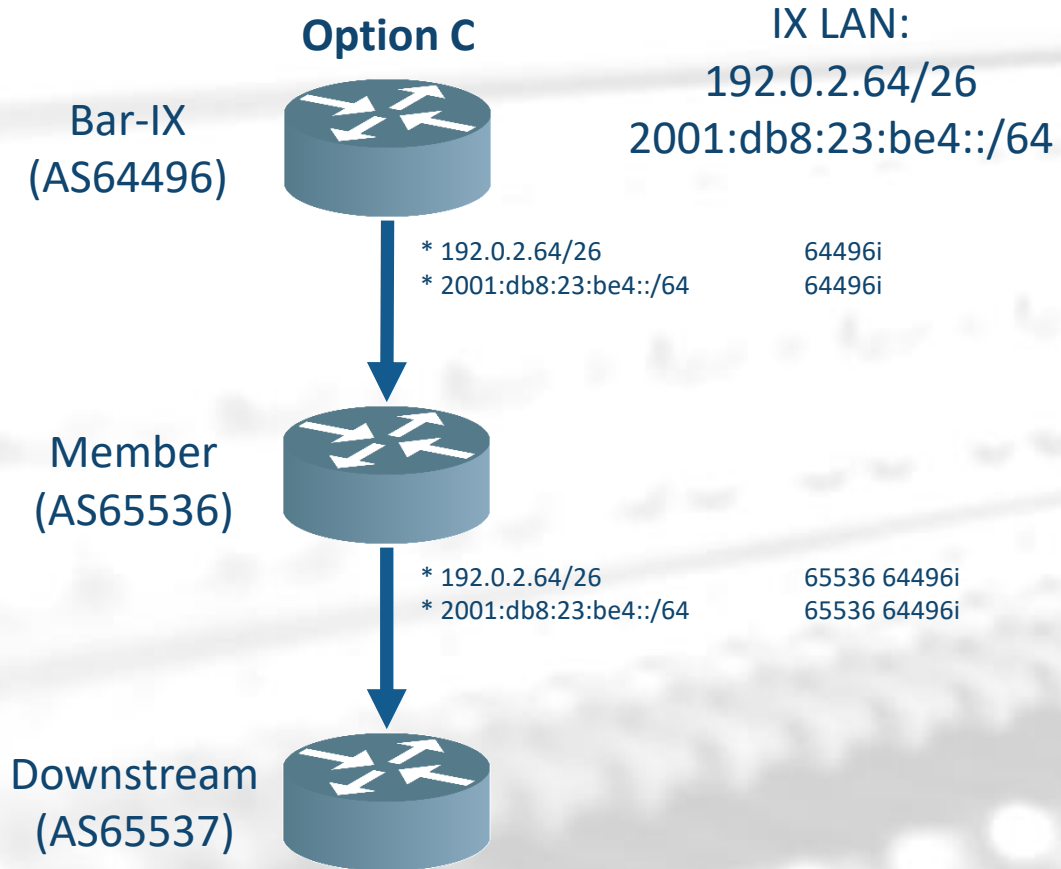 Option C
IX LAN:
192.0.2.64/26
2001:db8:23:be4::/64
Bar-IX
(AS64496)
* 192.0.2.64/26 64496i
* 2001:db8:23:be4::/64 64496i
Member
(AS65536)
* 192.0.2.64/26 65536 64496i
* 2001:db8:23:be4::/64 65536 64496i
Downstream
(AS65537)